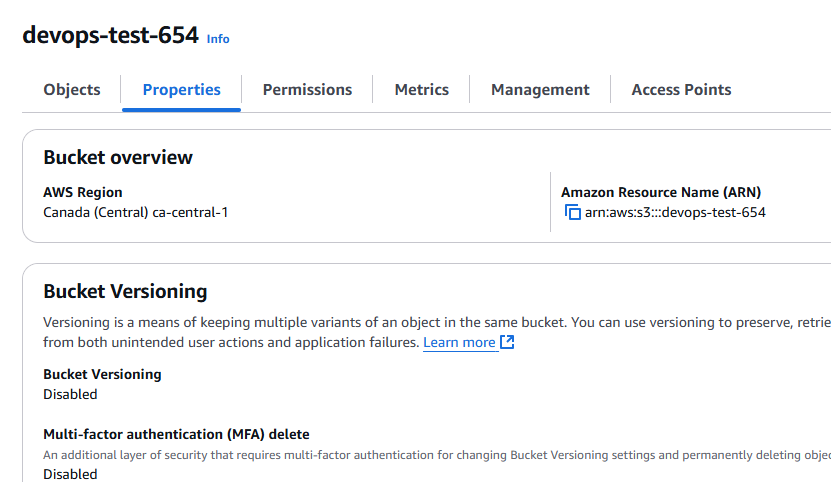 devops-test-654 Info
Objects Properties Permissions Metrics Management Access Points
Bucket overview
AWS Region
Canada (Central) ca-central-1
Amazon Resource Name (ARN)
arn:aws:s3:::devops-test-654
Bucket Versioning
Versioning is a means of keeping multiple variants of an object in the same bucket. You can use versioning to preserve,
from both unintended user actions and application failures. Learn more
Bucket Versioning
Disabled
Multi-factor authentication (MFA) delete
An additional layer of security that requires multi-factor authentication for changing Bucket Versioning settings and permanently deleting
Disabled